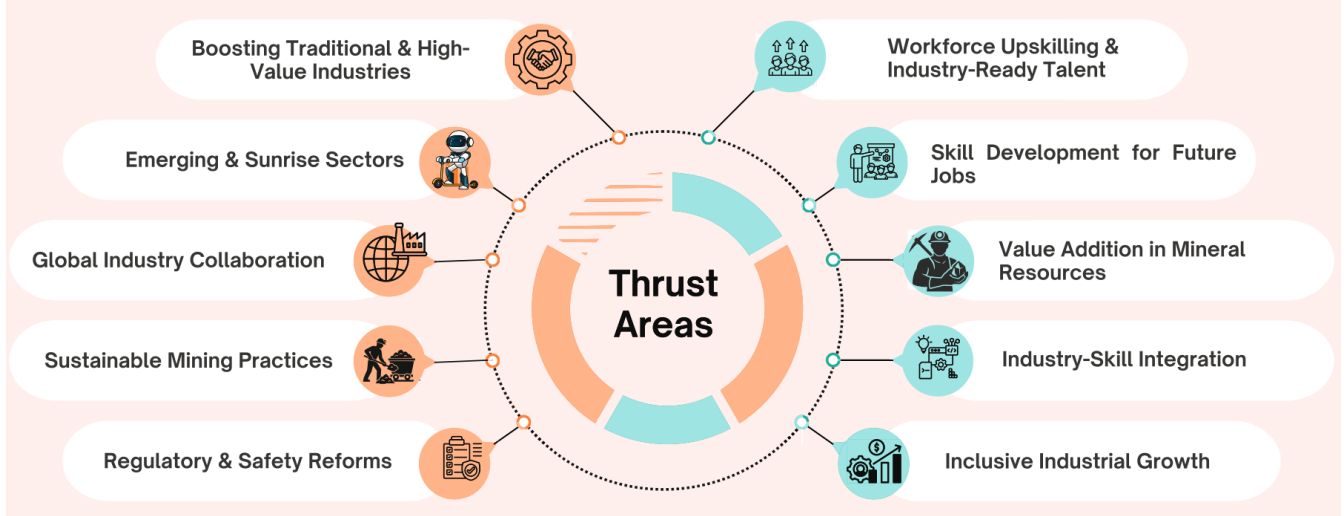 Boosting Traditional & High-
Value Industries
Emerging & Sunrise Sectors
Global Industry Collaboration
Sustainable Mining Practices
Regulatory & Safety Reforms
Thrust
Areas
Workforce Upskilling &
Industry-Ready Talent
Skill Development for Future
Jobs
Value Addition in Mineral
Resources
Industry-Skill Integration
Inclusive Industrial Growth